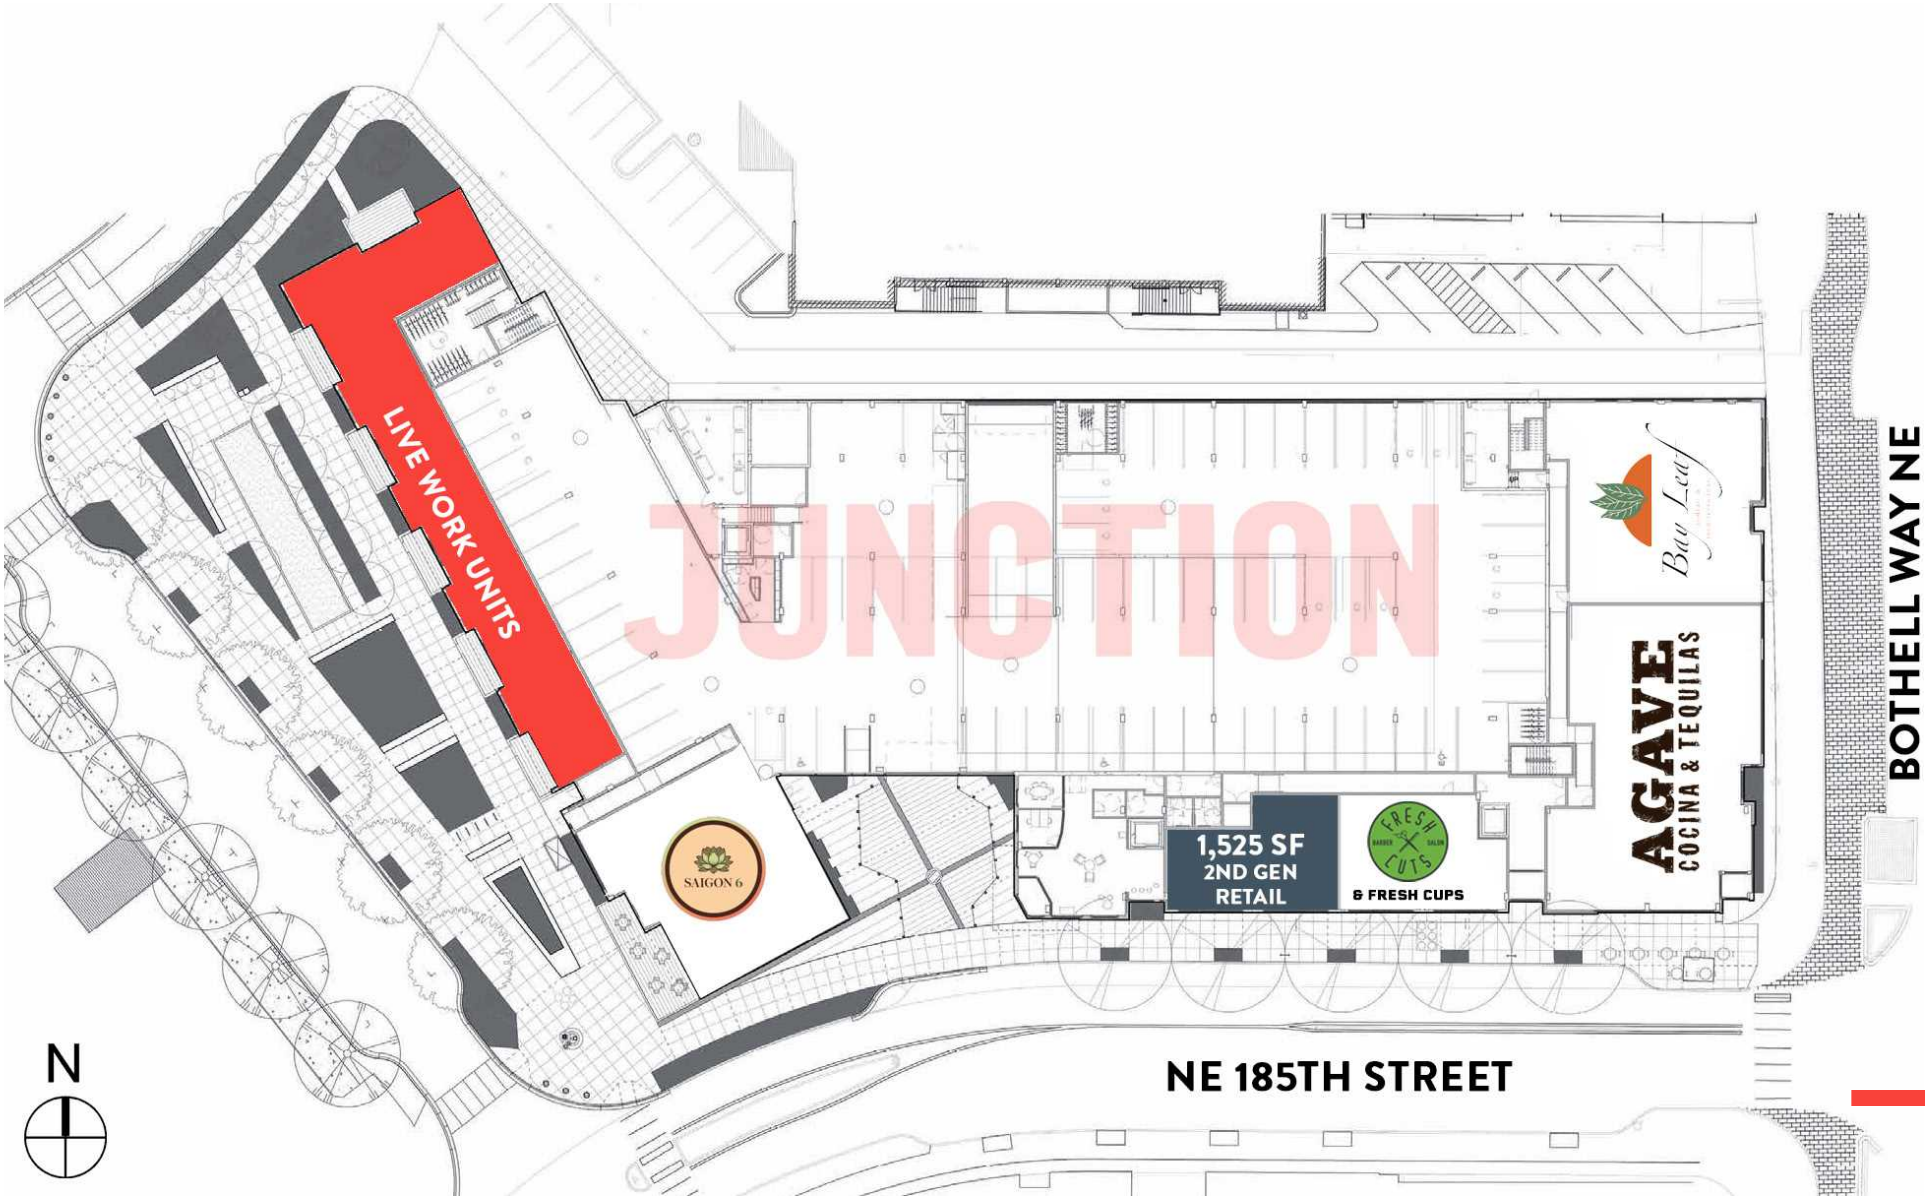 LIVE WORK UNITS
JUNCTION
Bay Leaf
AGAVE
COCINA & TEQUILAS
BOTHELL WAY NE
SAIGON 6
1,525 SF
2ND GEN
RETAIL
FRESH
BARBER SALON
CUTS
& FRESH CUPS
NE 185TH STREET
N